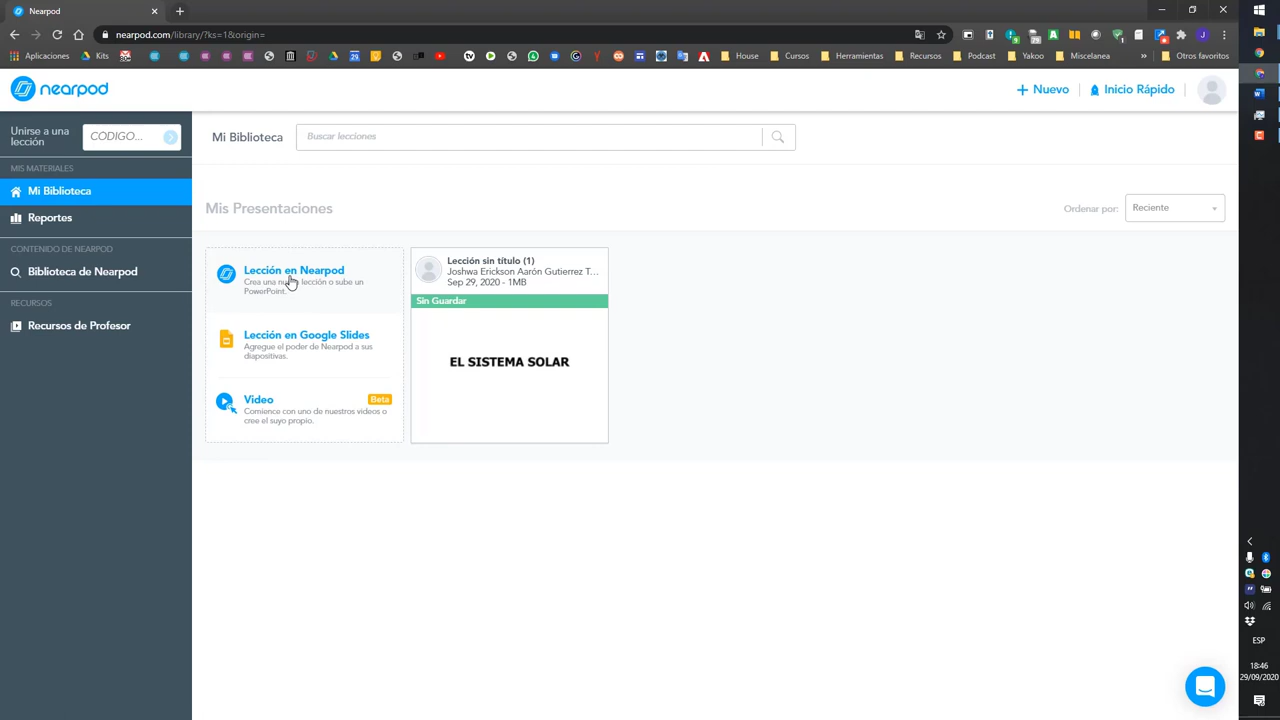 Nearpod
nearpod.com/library/?ks=1&origin=
Aplicaciones
Kits
House
Cursos
Herramientas
Recursos
Podcast
Yakoo
Miscelanea
»
Otros favoritos
nearpod
+ Nuevo
Inicio Rápido
Unirse a una
lección
CODIGO...
Mi Biblioteca
Buscar lecciones
MIS MATERIALES
Mi Biblioteca
Reportes
CONTENIDO DE NEARPOD
Biblioteca de Nearpod
RECURSOS
Recursos de Profesor
Mis Presentaciones
Ordenar por:
Reciente
Lección en Nearpod
Crea una lección o sube un
PowerPoint.
Lección en Google Slides
Agregue el poder de Nearpod a sus
diapositivas.
Video
Beta
Comience con uno de nuestros videos o
cree el suyo propio.
Lección sin título (1)
Joshwa Erickson Aarón Gutierrez T...
Sep 29, 2020 - 1MB
Sin Guardar
EL SISTEMA SOLAR
ESP
18:46
29/09/2020